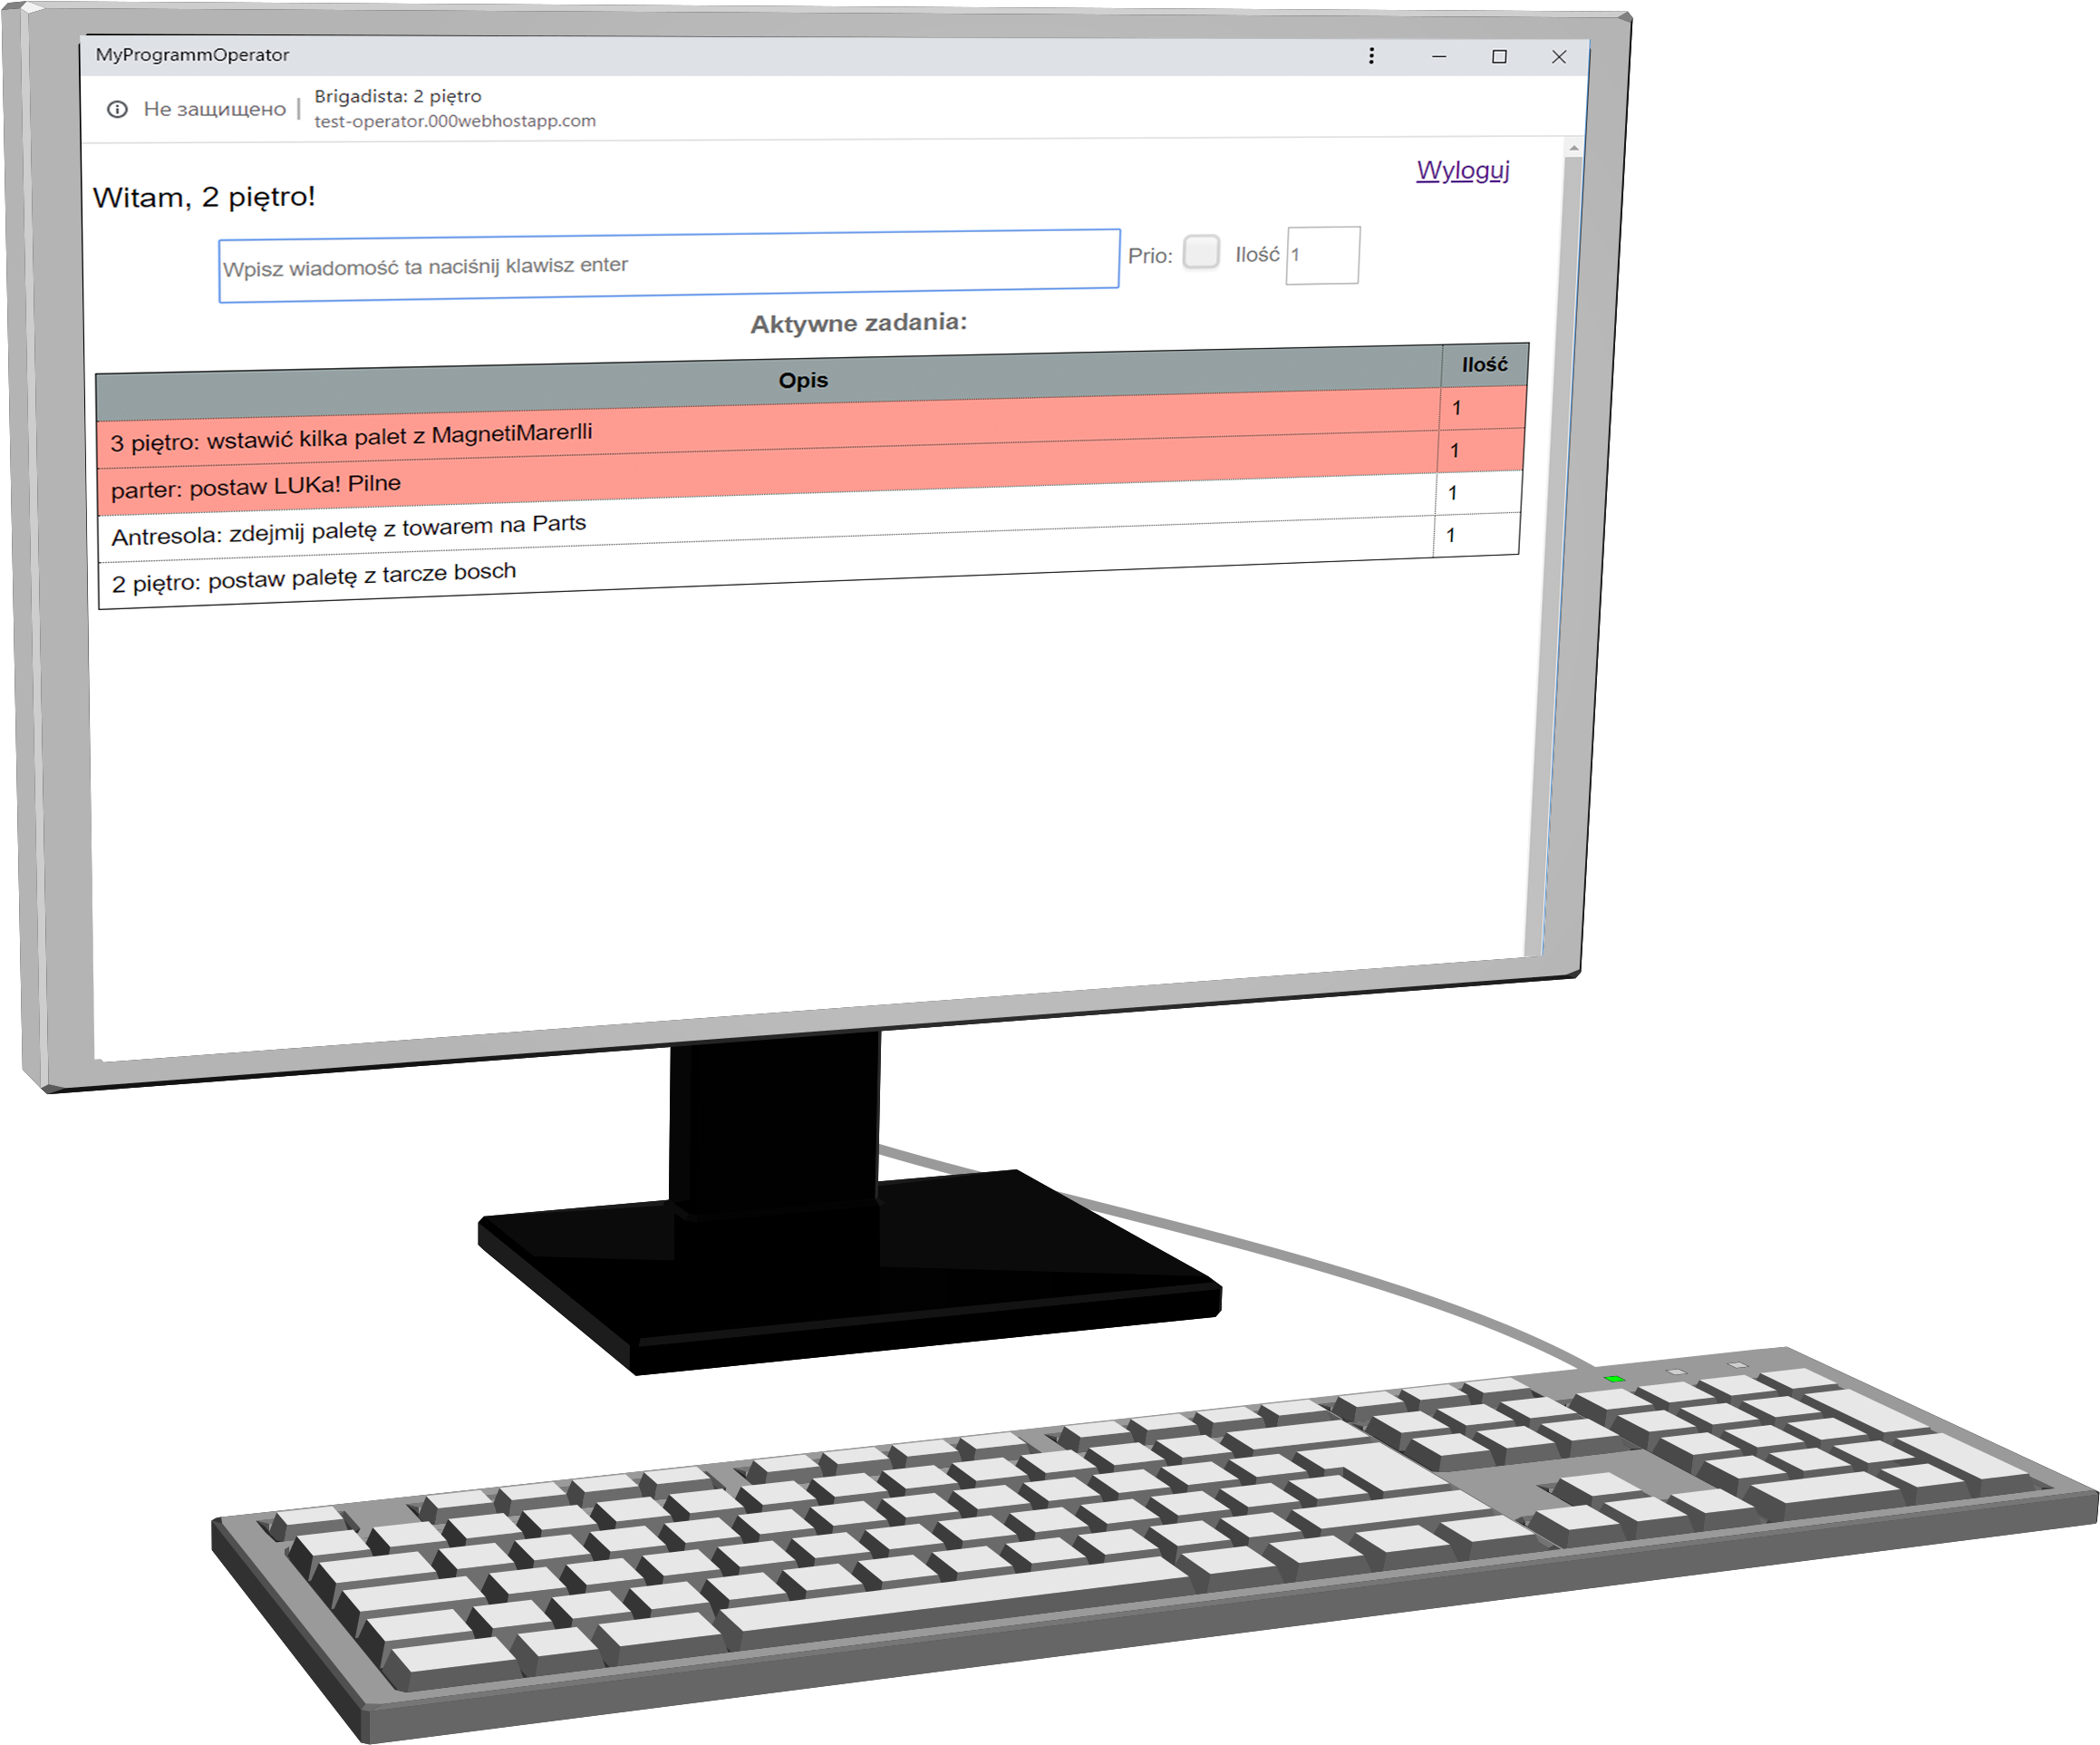 MyProgrammOperator
Не защищено | Brigadista: 2 piętro
test-operator.000webhostapp.com
Wyloguj
Witam, 2 piętro!
Wpisz wiadomość ta naciśnij klawisz enter Prio: Ilość 1
Aktywne zadania:
Opis Ilość
3 piętro: wstawić kilka palet z MagnetiMarerlli 1
parter: postaw LUKa! Pilne 1
Antresola: zdejmij paletę z towarem na Parts 1
2 piętro: postaw paletę z tarcze bosch 1